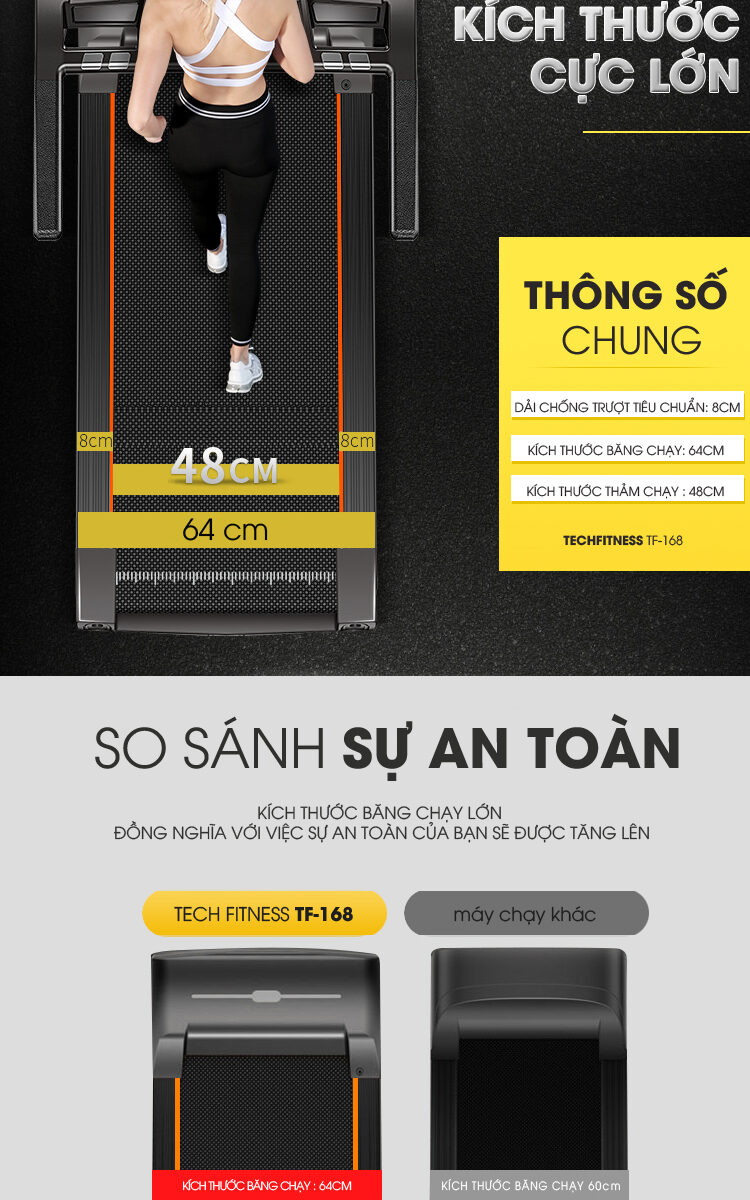 KÍCH THƯỚC
CỰC LỚN
THÔNG SỐ
CHUNG
DẢI CHỐNG TRƯỢT TIÊU CHUẨN: 8CM
KÍCH THƯỚC BĂNG CHẠY: 64CM
KÍCH THƯỚC THẢM CHẠY : 48CM
TECHFITNESS TF-168
8cm
8cm
48CM
64 cm
SO SÁNH SỰ AN TOÀN
KÍCH THƯỚC BĂNG CHẠY LỚN
ĐỒNG NGHĨA VỚI VIỆC SỰ AN TOÀN CỦA BẠN SẼ ĐƯỢC TĂNG LÊN
TECH FITNESS TF-168
máy chạy khác
KÍCH THƯỚC BĂNG CHẠY : 64CM
KÍCH THƯỚC BĂNG CHẠY 60cm